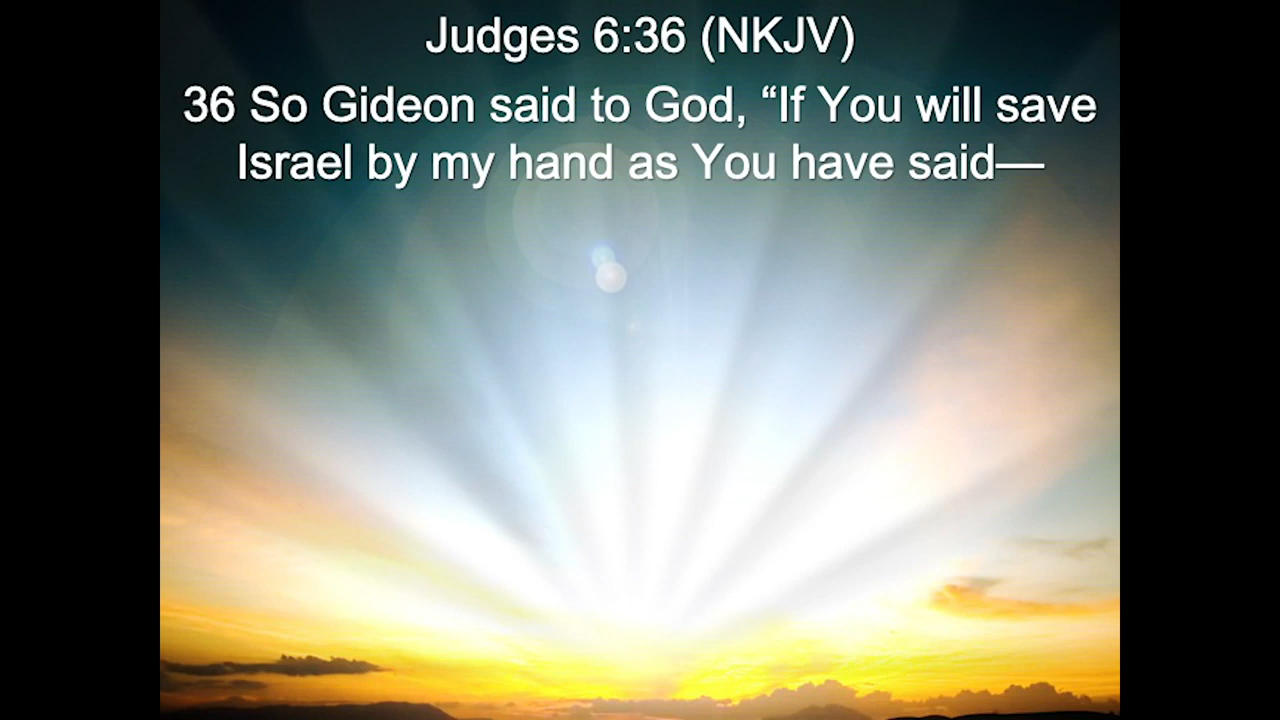 Judges 6:36 (NKJV)
36 So Gideon said to God, “If You will save
Israel by my hand as You have said—